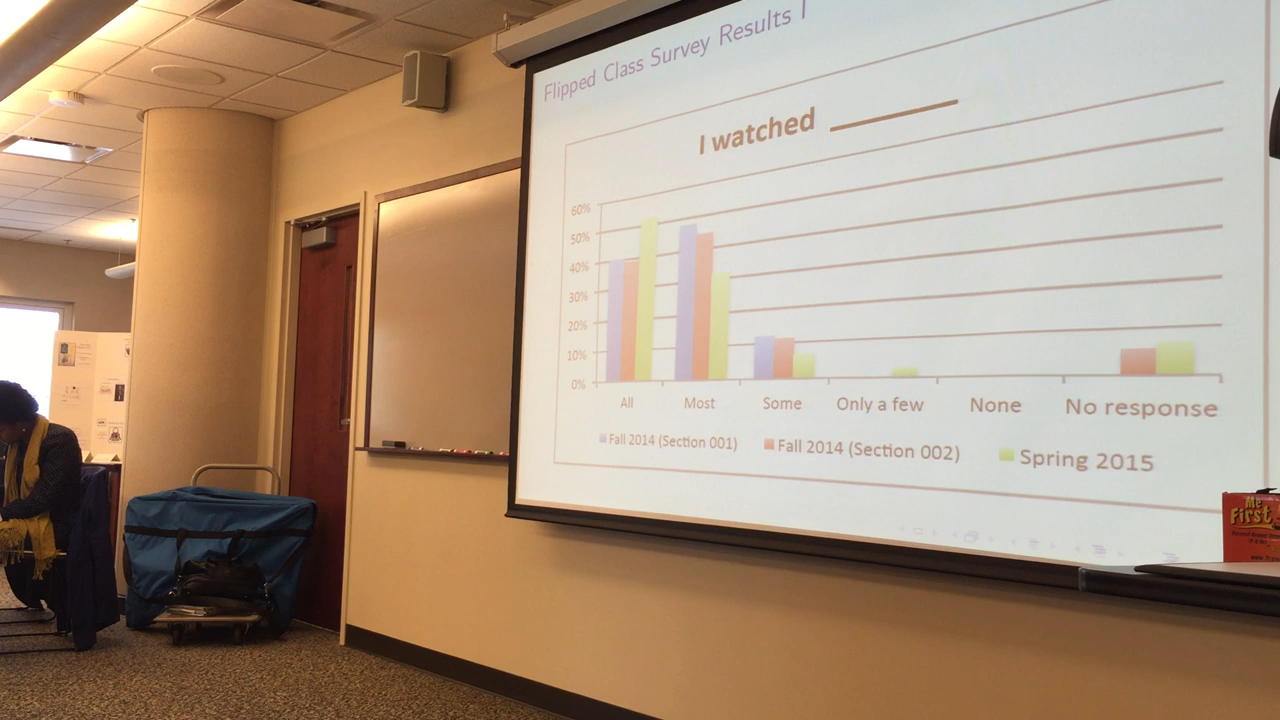 Flipped Class Survey Results I
I watched
60%
50%
40%
30%
20%
10%
0%
All Most Some Only a few None No response
Fall 2014 (Section 001) Fall 2014 (Section 002) Spring 2015
Me
First